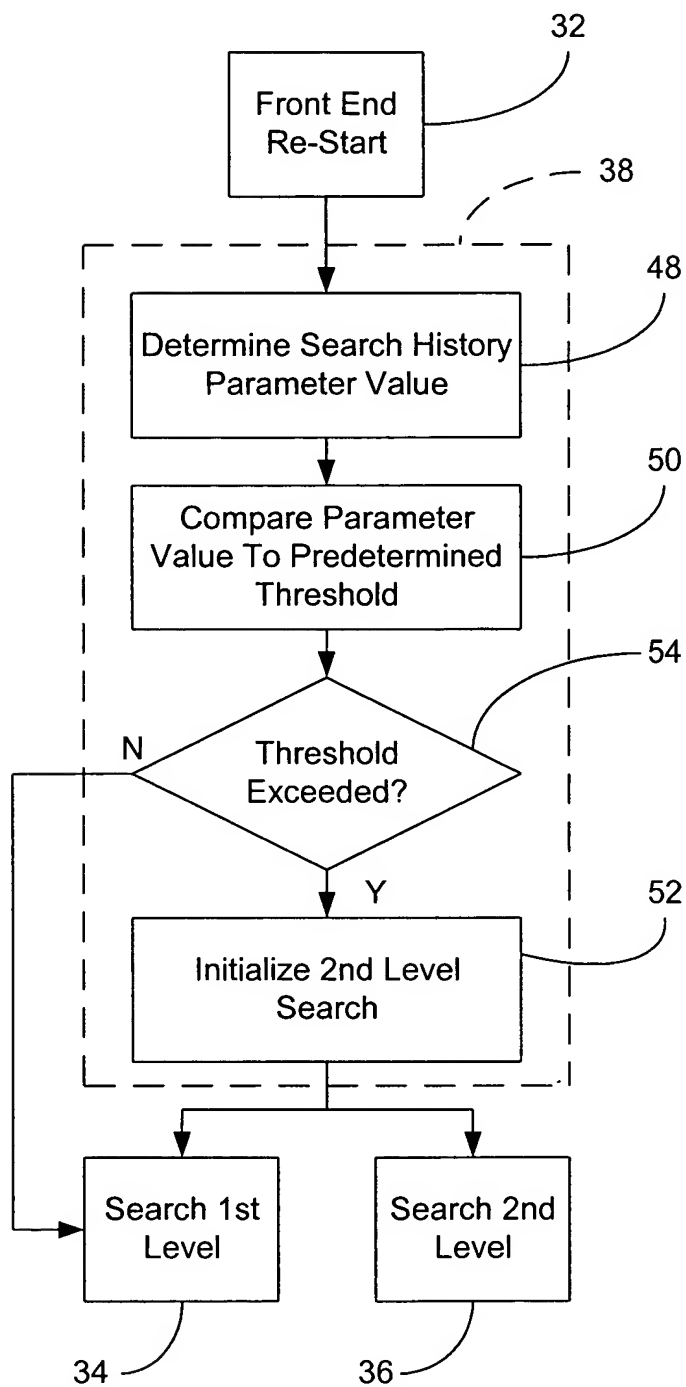 32
Front End
Re-Start
38
48
Determine Search History
Parameter Value
50
Compare Parameter
Value To Predetermined
Threshold
54
N
Threshold
Exceeded?
Y
52
Initialize 2nd Level
Search
Search 1st
Level
Search 2nd
Level
34
36